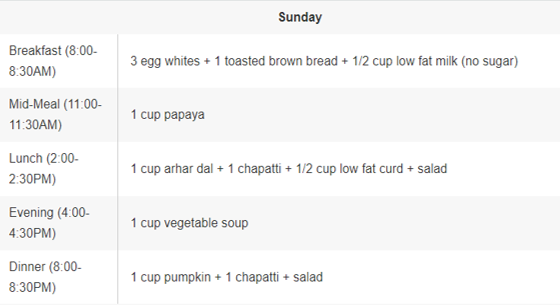 Sunday
Breakfast (8:00-
8:30AM)
3 egg whites + 1 toasted brown bread + 1/2 cup low fat milk (no sugar)
Mid-Meal (11:00-
11:30AM)
1 cup papaya
Lunch (2:00-
2:30PM)
1 cup arhar dal + 1 chapatti + 1/2 cup low fat curd + salad
Evening (4:00-
4:30PM)
1 cup vegetable soup
Dinner (8:00-
8:30PM)
1 cup pumpkin + 1 chapatti + salad